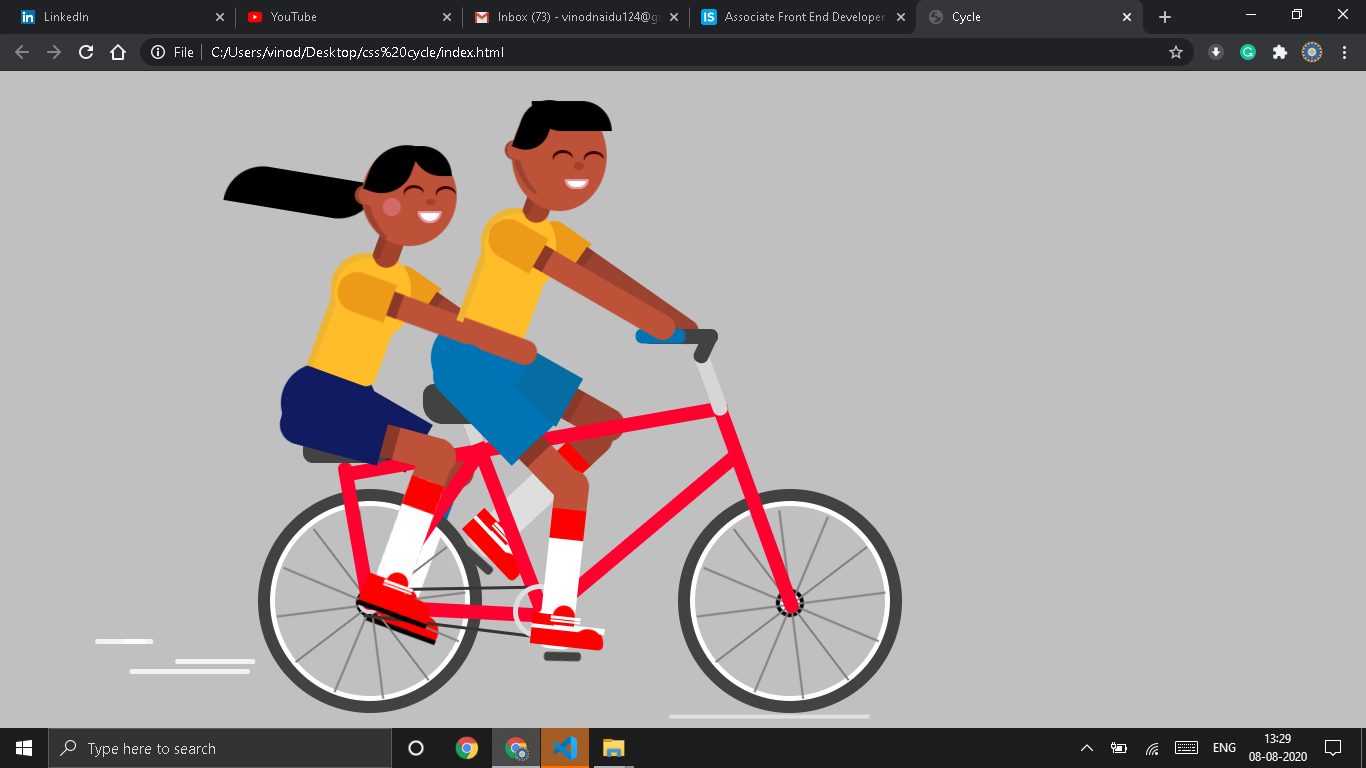 LinkedIn
YouTube
Inbox (73) - vinodnaidu124@g
Associate Front End Developer
Cycle
File
C:/Users/vinod/Desktop/css%20cycle/index.html
Type here to search
ENG
13:29
08-08-2020